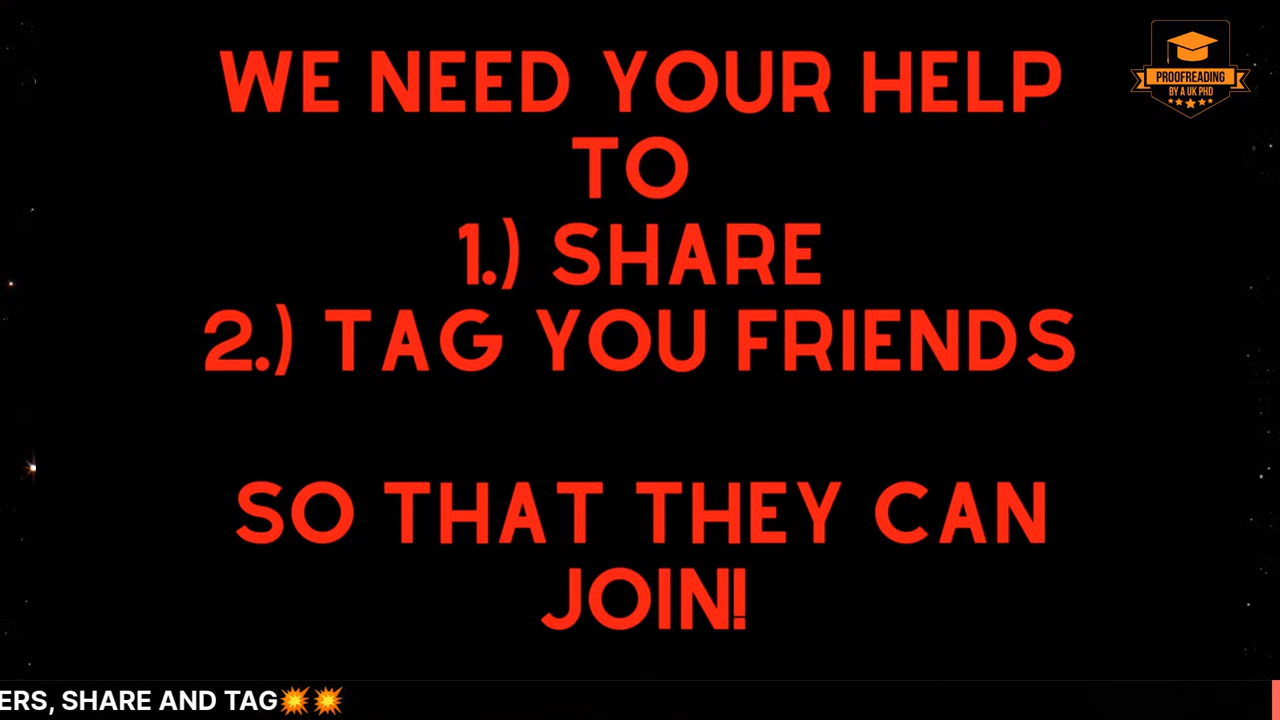 WE NEED YOUR HELP
TO
1.) SHARE
2.) TAG YOU FRIENDS
SO THAT THEY CAN
JOIN!
PROOFREADING
BY A UK PHD
ERS, SHARE AND TAG💥💥